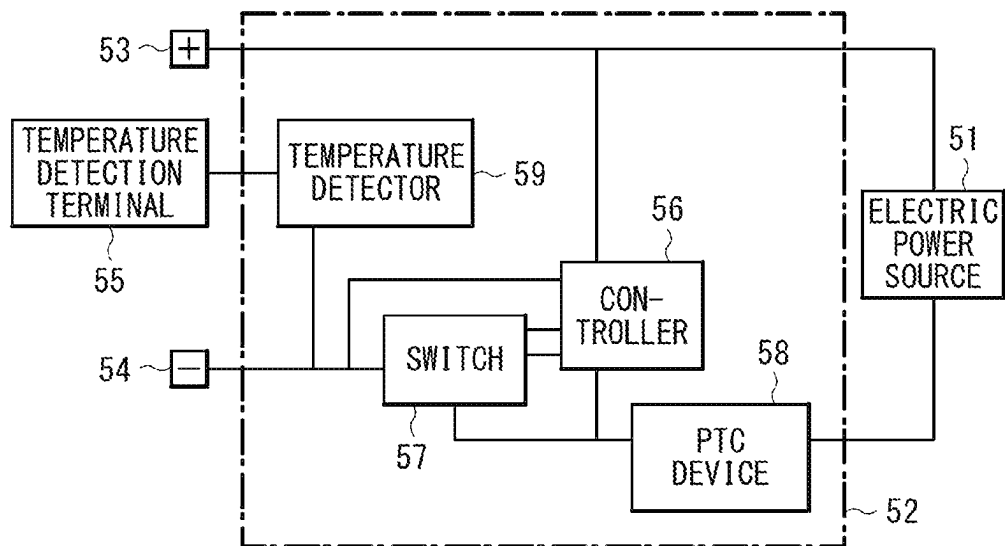 53 +
51
TEMPERATURE
DETECTION
TERMINAL
TEMPERATURE
DETECTOR
59
ELECTRIC
POWER
SOURCE
56
55
CON-
TROLLER
54 −
SWITCH
58
57
PTC
DEVICE
52